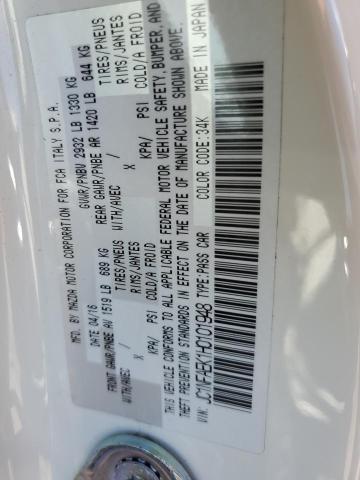 MFD. BY MAZDA MOTOR CORPORATION FOR FCA ITALY S.P.A.
DATE 04/16 GVWR/PNBV 2932 LB 1330 KG
FRONT GAWR/PNBE AV 1519 LB 689 KG REAR GAWR/PNBE AR 1420 LB 644 KG
WITH/AVEC TIRES/PNEUS WITH/AVEC TIRES/PNEUS
X RIMS/JANTES X RIMS/JANTES
KPA/ PSI COLD/A FROID KPA/ PSI COLD/A FROID
THIS VEHICLE CONFORMS TO ALL APPLICABLE FEDERAL MOTOR VEHICLE SAFETY, BUMPER, AND
THEFT PREVENTION STANDARDS IN EFFECT ON THE DATE OF MANUFACTURE SHOWN ABOVE.
VIN: JC1NFAEK1H0101948 TYPE: PASS CAR COLOR: 34K MADE IN JAPAN